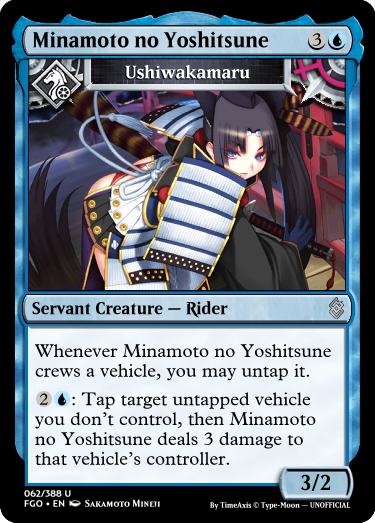 Minamoto no Yoshitsune 3
Ushiwakamaru
Servant Creature — Rider
Whenever Minamoto no Yoshitsune
crews a vehicle, you may untap it.
2 : Tap target untapped vehicle
you don't control, then Minamoto
no Yoshitsune deals 3 damage to
that vehicle's controller.
3/2
062/388 U
FGO • EN Sakamoto Mineji
By TimeAxis © Type-Moon — UNOFFICIAL